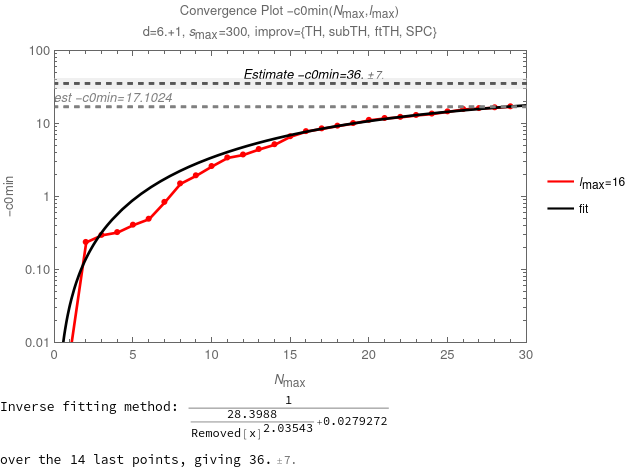 Convergence Plot −c0min(Nmax,lmax)
d=6.+1, smax=300, improv={TH, subTH, ftTH, SPC}
100
10
1
0.10
0.01
−c0min
Estimate −c0min=36. ±7.
est −c0min=17.1024
0 5 10 15 20 25 30
Nmax
lmax=16
fit
Inverse fitting method:
1
28.3988
Removed[x]^2.03543 +0.0279272
over the 14 last points, giving 36. ±7.